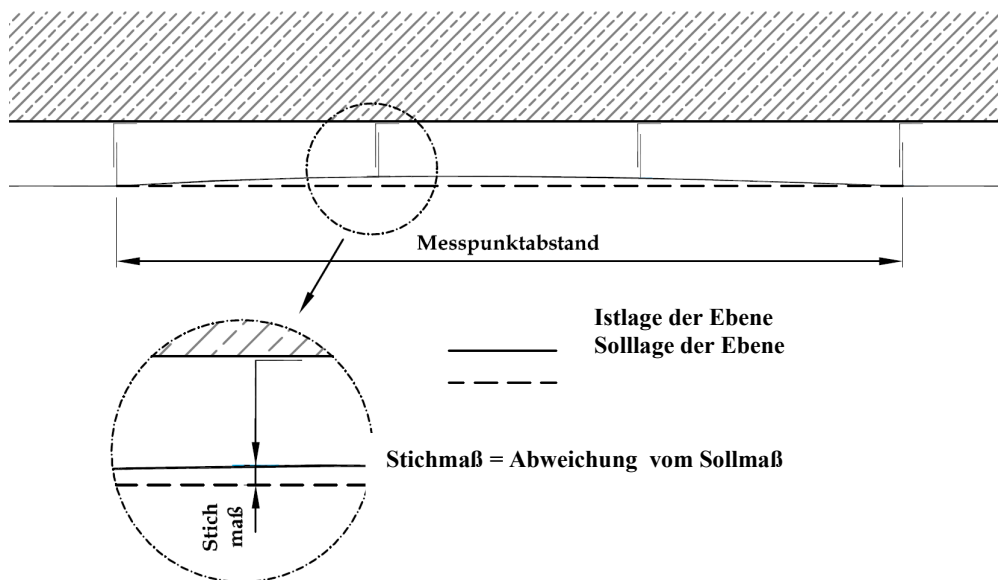 Messpunktabstand
Istlage der Ebene
Solllage der Ebene
Stichmaß = Abweichung vom Sollmaß
Stich
maß